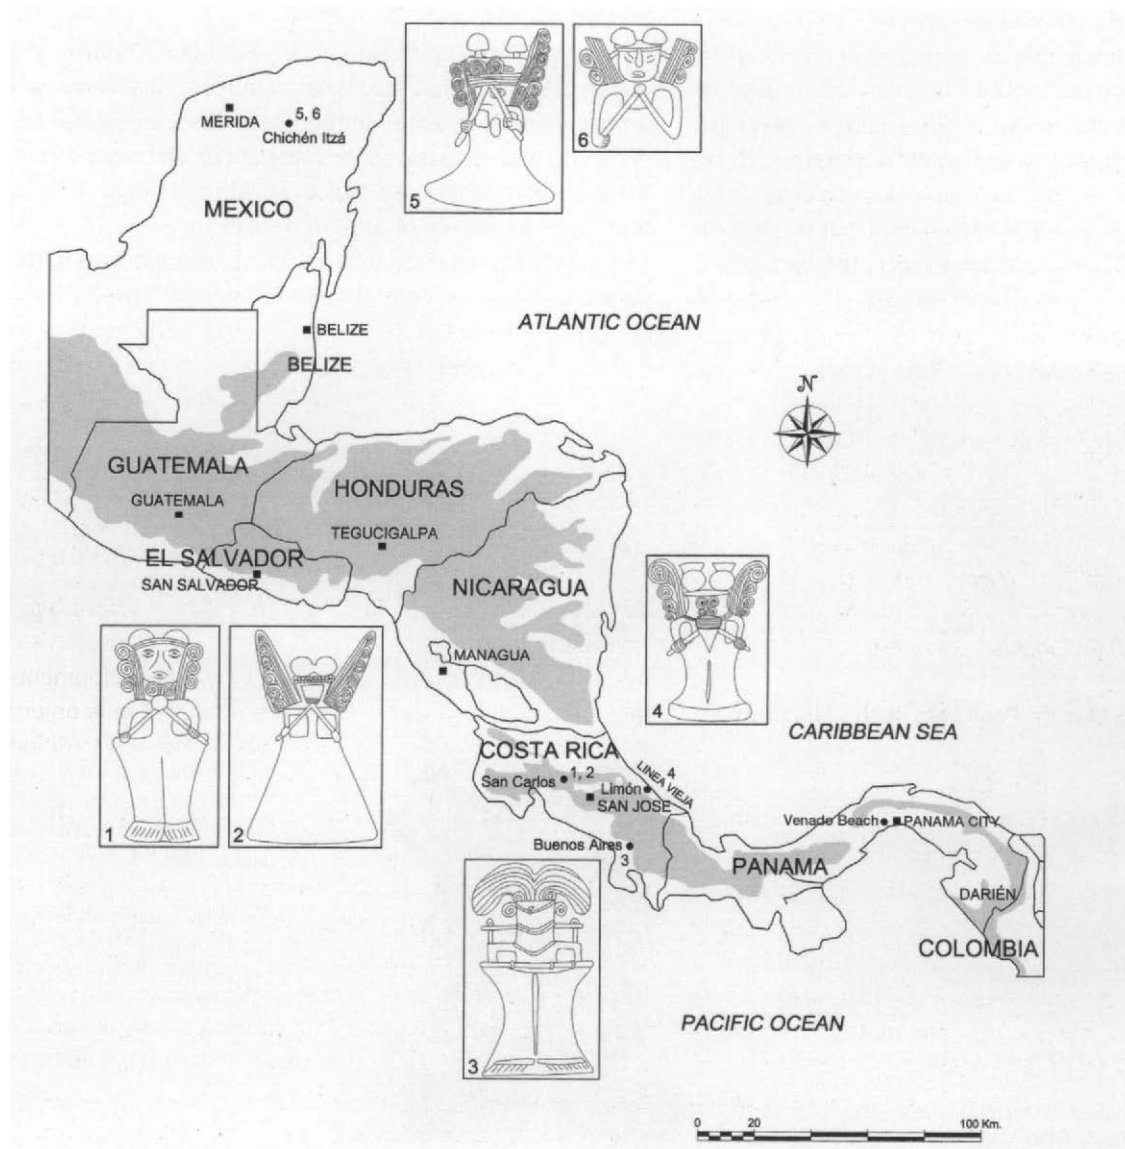 5
6
MERIDA
5, 6
Chichén Itzá
MEXICO
ATLANTIC OCEAN
BELIZE
BELIZE
N
GUATEMALA
GUATEMALA
HONDURAS
TEGUCIGALPA
EL SALVADOR
SAN SALVADOR
NICARAGUA
MANAGUA
1
2
4
COSTA RICA
San Carlos
1, 2
LINEA VIEJA
4
Limón
SAN JOSE
CARIBBEAN SEA
Buenos Aires
3
Venade Beach
PANAMA CITY
PANAMA
DARIÉN
COLOMBIA
3
PACIFIC OCEAN
0 20 100 Km.